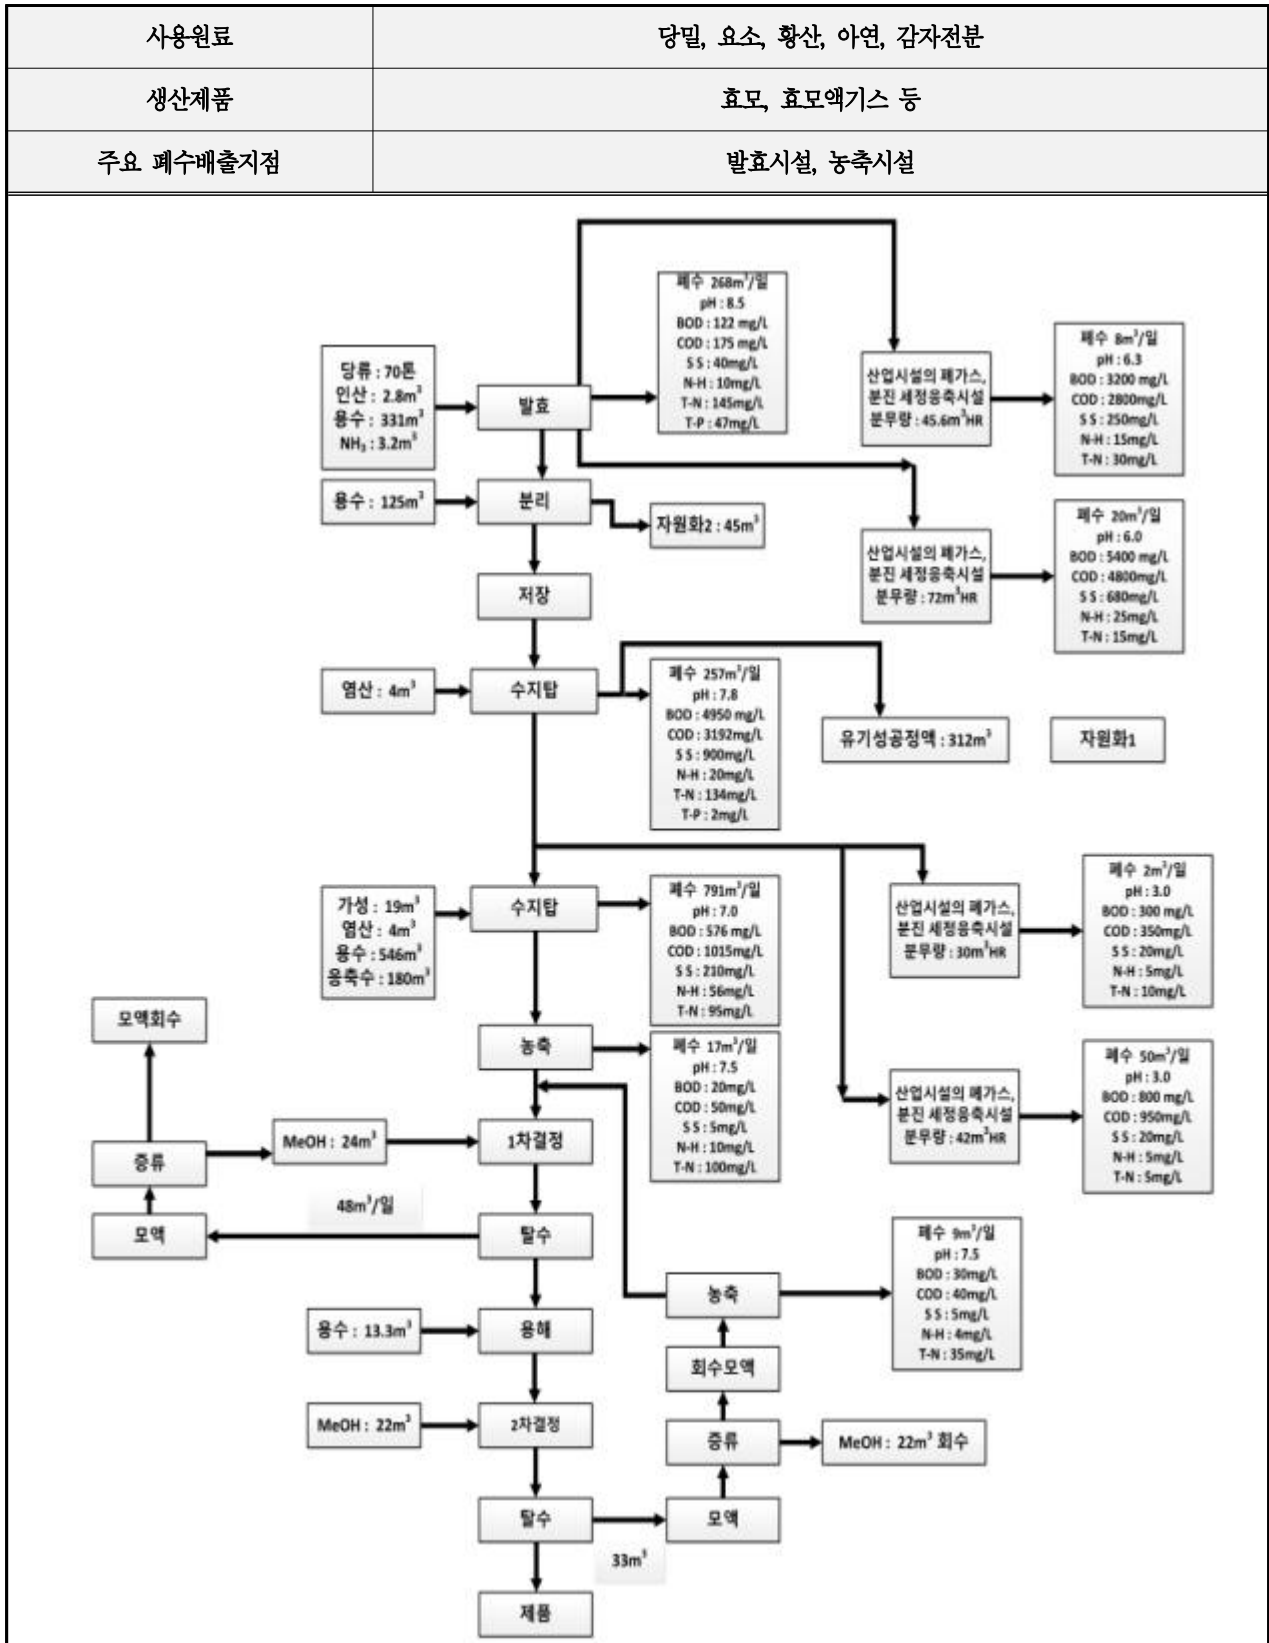 사용원료 당밀, 요소, 황산, 아연, 감자전분
생산제품 효모, 효모액기스 등
주요 폐수배출지점 발효시설, 농축시설
폐수 268m³/일
pH : 8.5
BOD : 122 mg/L
COD : 175 mg/L
S S : 40mg/L
N-H : 10mg/L
T-N : 145mg/L
T-P : 47mg/L
당류 : 70톤
인산 : 2.8m³
용수 : 331m³
NH₃ : 3.2m³
발효
산업시설의 폐가스,
분진 세정응축시설
분무량 : 45.6m³HR
폐수 8m³/일
pH : 6.3
BOD : 3200 mg/L
COD : 2800mg/L
S S : 250mg/L
N-H : 15mg/L
T-N : 30mg/L
용수 : 125m³
분리
자원화2 : 45m³
산업시설의 폐가스,
분진 세정응축시설
분무량 : 72m³HR
폐수 20m³/일
pH : 6.0
BOD : 5400 mg/L
COD : 4800mg/L
S S : 680mg/L
N-H : 25mg/L
T-N : 15mg/L
저장
염산 : 4m³
수지탑
폐수 257m³/일
pH : 7.8
BOD : 4950 mg/L
COD : 3192mg/L
S S : 900mg/L
N-H : 20mg/L
T-N : 134mg/L
T-P : 2mg/L
유기성공정액 : 312m³
자원화1
가성 : 19m³
염산 : 4m³
용수 : 546m³
응축수 : 180m³
수지탑
폐수 791m³/일
pH : 7.0
BOD : 576 mg/L
COD : 1015mg/L
S S : 210mg/L
N-H : 56mg/L
T-N : 95mg/L
산업시설의 폐가스,
분진 세정응축시설
분무량 : 30m³HR
폐수 2m³/일
pH : 3.0
BOD : 300 mg/L
COD : 350mg/L
S S : 20mg/L
N-H : 5mg/L
T-N : 10mg/L
모액회수
농축
폐수 17m³/일
pH : 7.5
BOD : 20mg/L
COD : 50mg/L
S S : 5mg/L
N-H : 10mg/L
T-N : 100mg/L
산업시설의 폐가스,
분진 세정응축시설
분무량 : 42m³HR
폐수 50m³/일
pH : 3.0
BOD : 800 mg/L
COD : 950mg/L
S S : 20mg/L
N-H : 5mg/L
T-N : 5mg/L
증류
MeOH : 24m³
1차결정
48m³/일
모액
탈수
농축
폐수 9m³/일
pH : 7.5
BOD : 30mg/L
COD : 40mg/L
S S : 5mg/L
N-H : 4mg/L
T-N : 35mg/L
용수 : 13.3m³
용해
회수모액
MeOH : 22m³
2차결정
증류
MeOH : 22m³ 회수
탈수
모액
33m³
제품